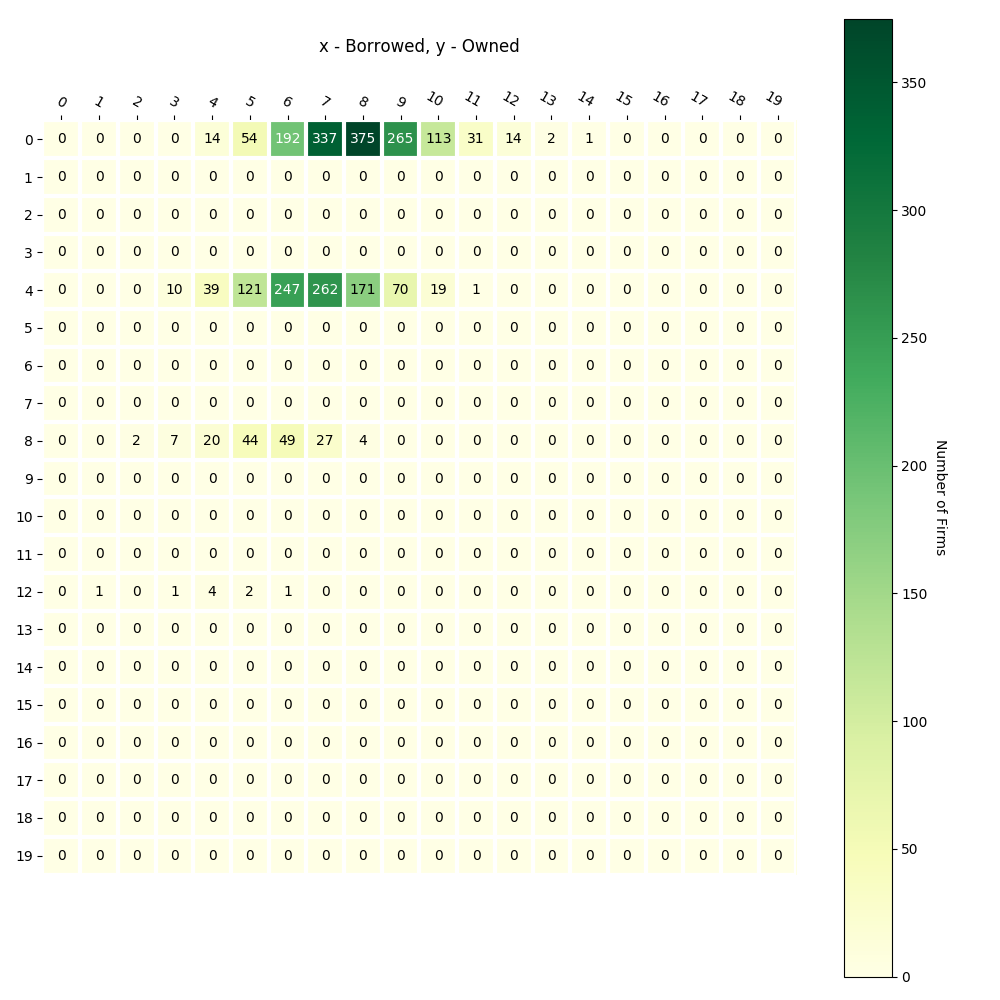 x - Borrowed, y - Owned
0 1 2 3 4 5 6 7 8 9 10 11 12 13 14 15 16 17 18 19
0 0 0 0 0 14 54 192 337 375 265 113 31 14 2 1 0 0 0 0 0
1 0 0 0 0 0 0 0 0 0 0 0 0 0 0 0 0 0 0 0 0
2 0 0 0 0 0 0 0 0 0 0 0 0 0 0 0 0 0 0 0 0
3 0 0 0 0 0 0 0 0 0 0 0 0 0 0 0 0 0 0 0 0
4 0 0 0 10 39 121 247 262 171 70 19 1 0 0 0 0 0 0 0 0
5 0 0 0 0 0 0 0 0 0 0 0 0 0 0 0 0 0 0 0 0
6 0 0 0 0 0 0 0 0 0 0 0 0 0 0 0 0 0 0 0 0
7 0 0 0 0 0 0 0 0 0 0 0 0 0 0 0 0 0 0 0 0
8 0 0 2 7 20 44 49 27 4 0 0 0 0 0 0 0 0 0 0 0
9 0 0 0 0 0 0 0 0 0 0 0 0 0 0 0 0 0 0 0 0
10 0 0 0 0 0 0 0 0 0 0 0 0 0 0 0 0 0 0 0 0
11 0 0 0 0 0 0 0 0 0 0 0 0 0 0 0 0 0 0 0 0
12 0 1 0 1 4 2 1 0 0 0 0 0 0 0 0 0 0 0 0 0
13 0 0 0 0 0 0 0 0 0 0 0 0 0 0 0 0 0 0 0 0
14 0 0 0 0 0 0 0 0 0 0 0 0 0 0 0 0 0 0 0 0
15 0 0 0 0 0 0 0 0 0 0 0 0 0 0 0 0 0 0 0 0
16 0 0 0 0 0 0 0 0 0 0 0 0 0 0 0 0 0 0 0 0
17 0 0 0 0 0 0 0 0 0 0 0 0 0 0 0 0 0 0 0 0
18 0 0 0 0 0 0 0 0 0 0 0 0 0 0 0 0 0 0 0 0
19 0 0 0 0 0 0 0 0 0 0 0 0 0 0 0 0 0 0 0 0
350
300
250
200
150
100
50
0
Number of Firms